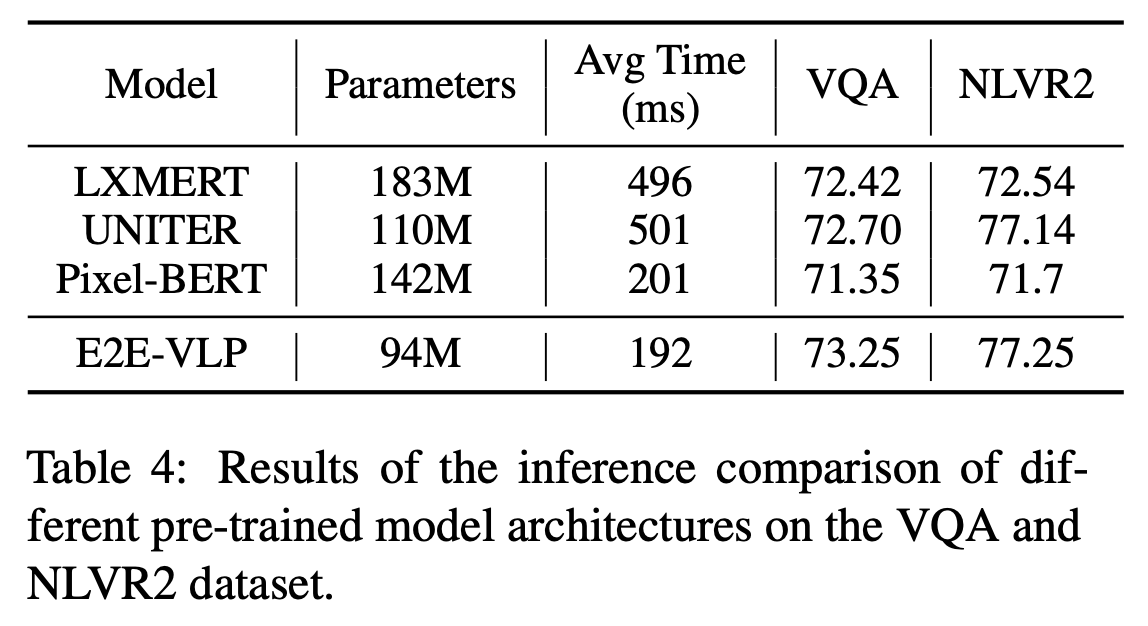 Model Parameters Avg Time (ms) VQA NLVR2
LXMERT 183M 496 72.42 72.54
UNITER 110M 501 72.70 77.14
Pixel-BERT 142M 201 71.35 71.7
E2E-VLP 94M 192 73.25 77.25
Table 4: Results of the inference comparison of dif-
ferent pre-trained model architectures on the VQA and
NLVR2 dataset.